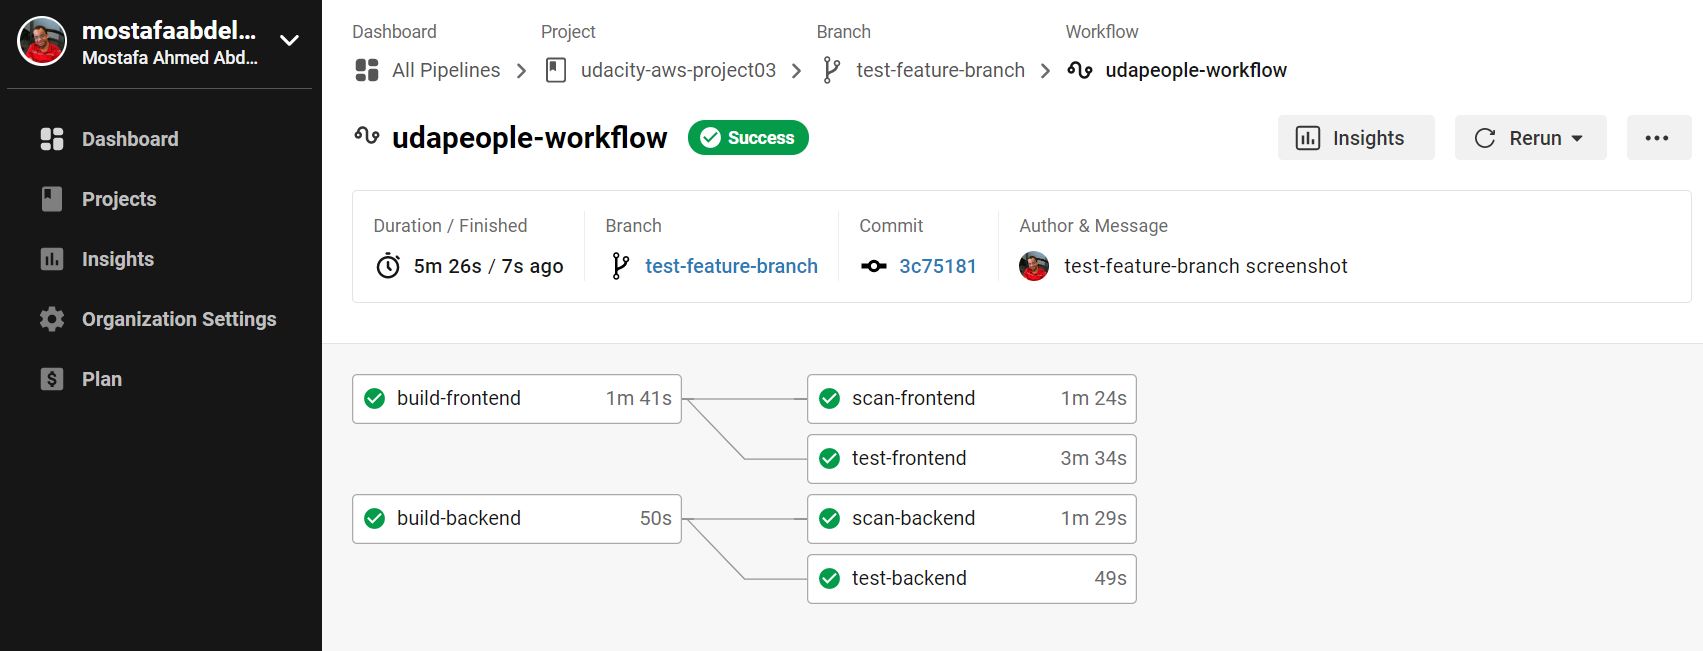 mostafaabdel...
Mostafa Ahmed Abd...
Dashboard
Projects
Insights
Organization Settings
Plan
Dashboard Project Branch Workflow
All Pipelines udacity-aws-project03 test-feature-branch udapeople-workflow
udapeople-workflow Success Insights Rerun
Duration / Finished Branch Commit Author & Message
5m 26s / 7s ago test-feature-branch 3c75181 test-feature-branch screenshot
build-frontend 1m 41s scan-frontend 1m 24s
test-frontend 3m 34s
build-backend 50s scan-backend 1m 29s
test-backend 49s